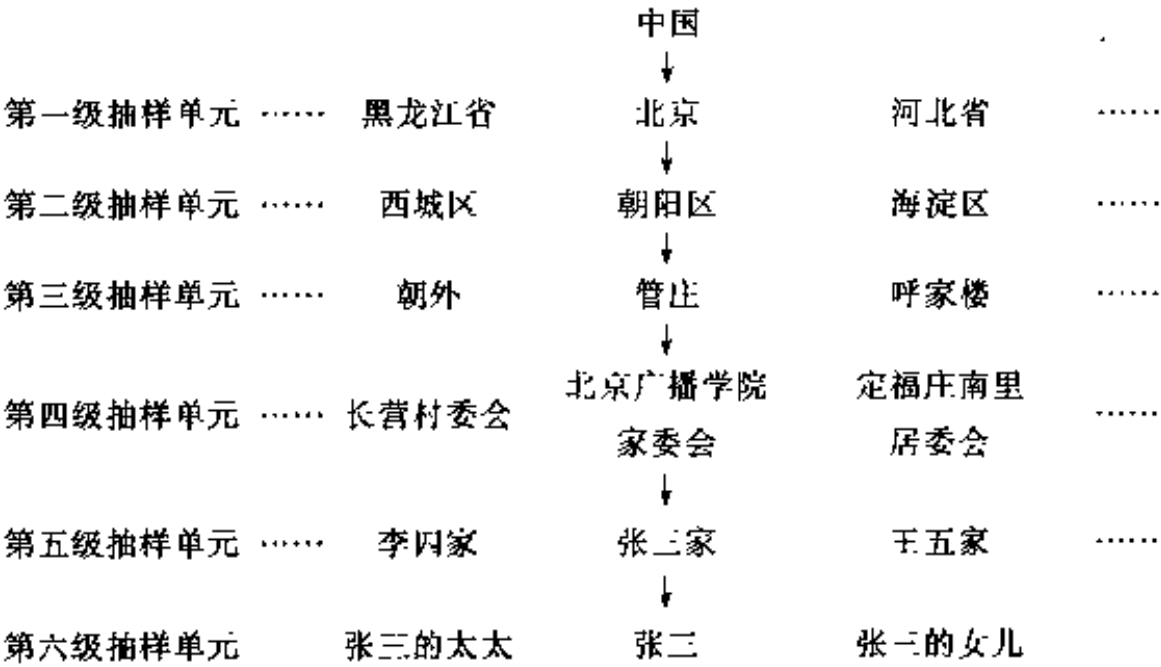 中国
第一级抽样单元 …… 黑龙江省 北京 河北省 ……
第二级抽样单元 …… 西城区 朝阳区 海淀区 ……
第三级抽样单元 …… 朝外 管庄 呼家楼 ……
第四级抽样单元 …… 长营村委会 北京广播学院家委会 定福庄南里居委会 ……
第五级抽样单元 …… 李四家 张三家 王五家 ……
第六级抽样单元 张三的太太 张三 张三的女儿